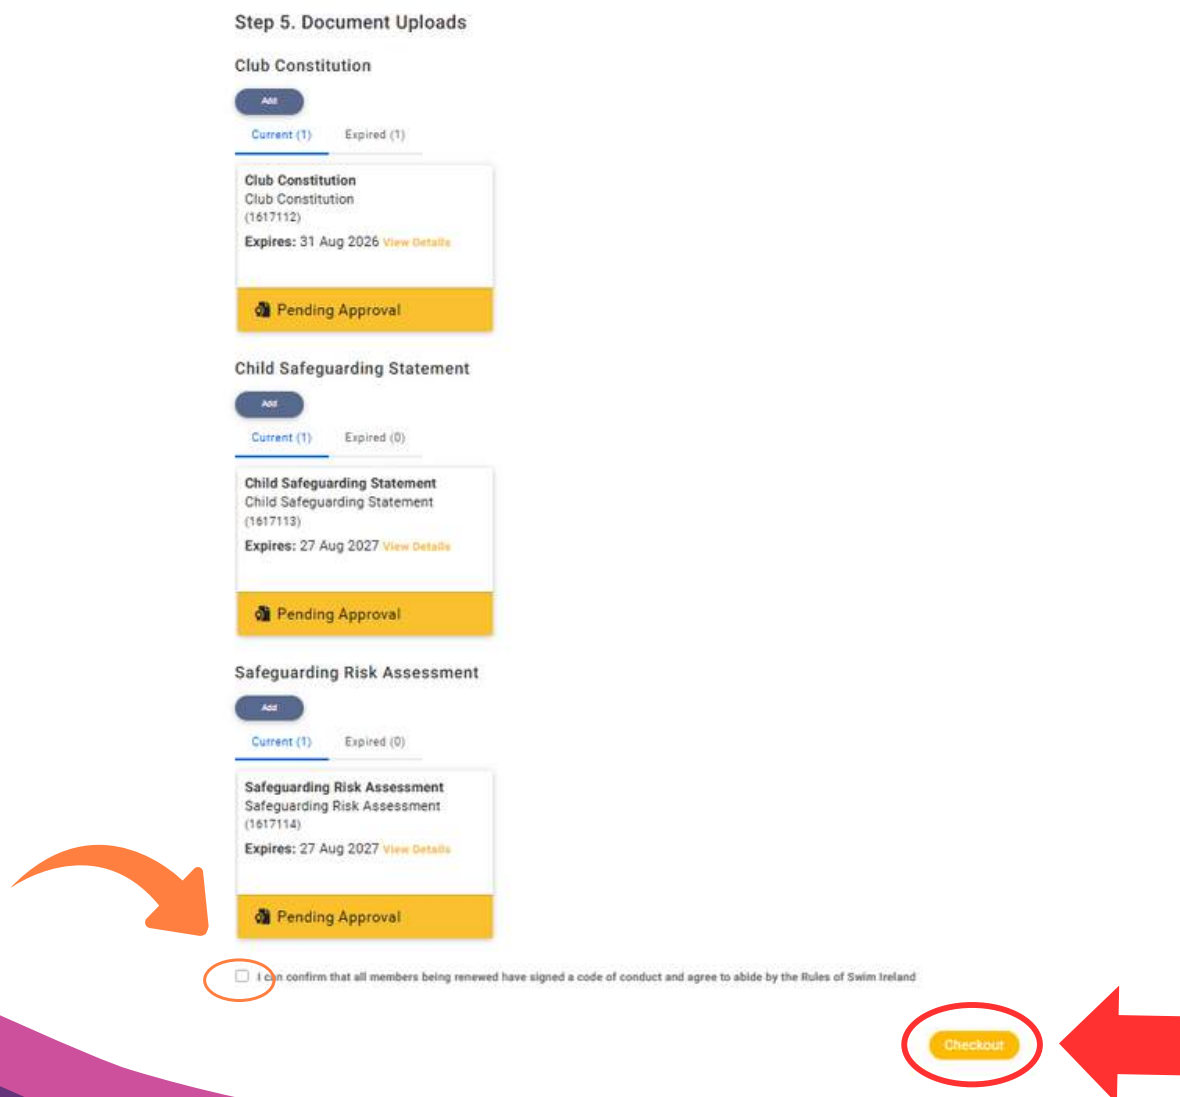 Step 5. Document Uploads
Club Constitution
Add
Current (1) Expired (1)
Club Constitution
Club Constitution
(1617112)
Expires: 31 Aug 2026 View Details
Pending Approval
Child Safeguarding Statement
Add
Current (1) Expired (0)
Child Safeguarding Statement
Child Safeguarding Statement
(1617113)
Expires: 27 Aug 2027 View Details
Pending Approval
Safeguarding Risk Assessment
Add
Current (1) Expired (0)
Safeguarding Risk Assessment
Safeguarding Risk Assessment
(1617114)
Expires: 27 Aug 2027 View Details
Pending Approval
I can confirm that all members being renewed have signed a code of conduct and agree to abide by the Rules of Swim Ireland
Checkout